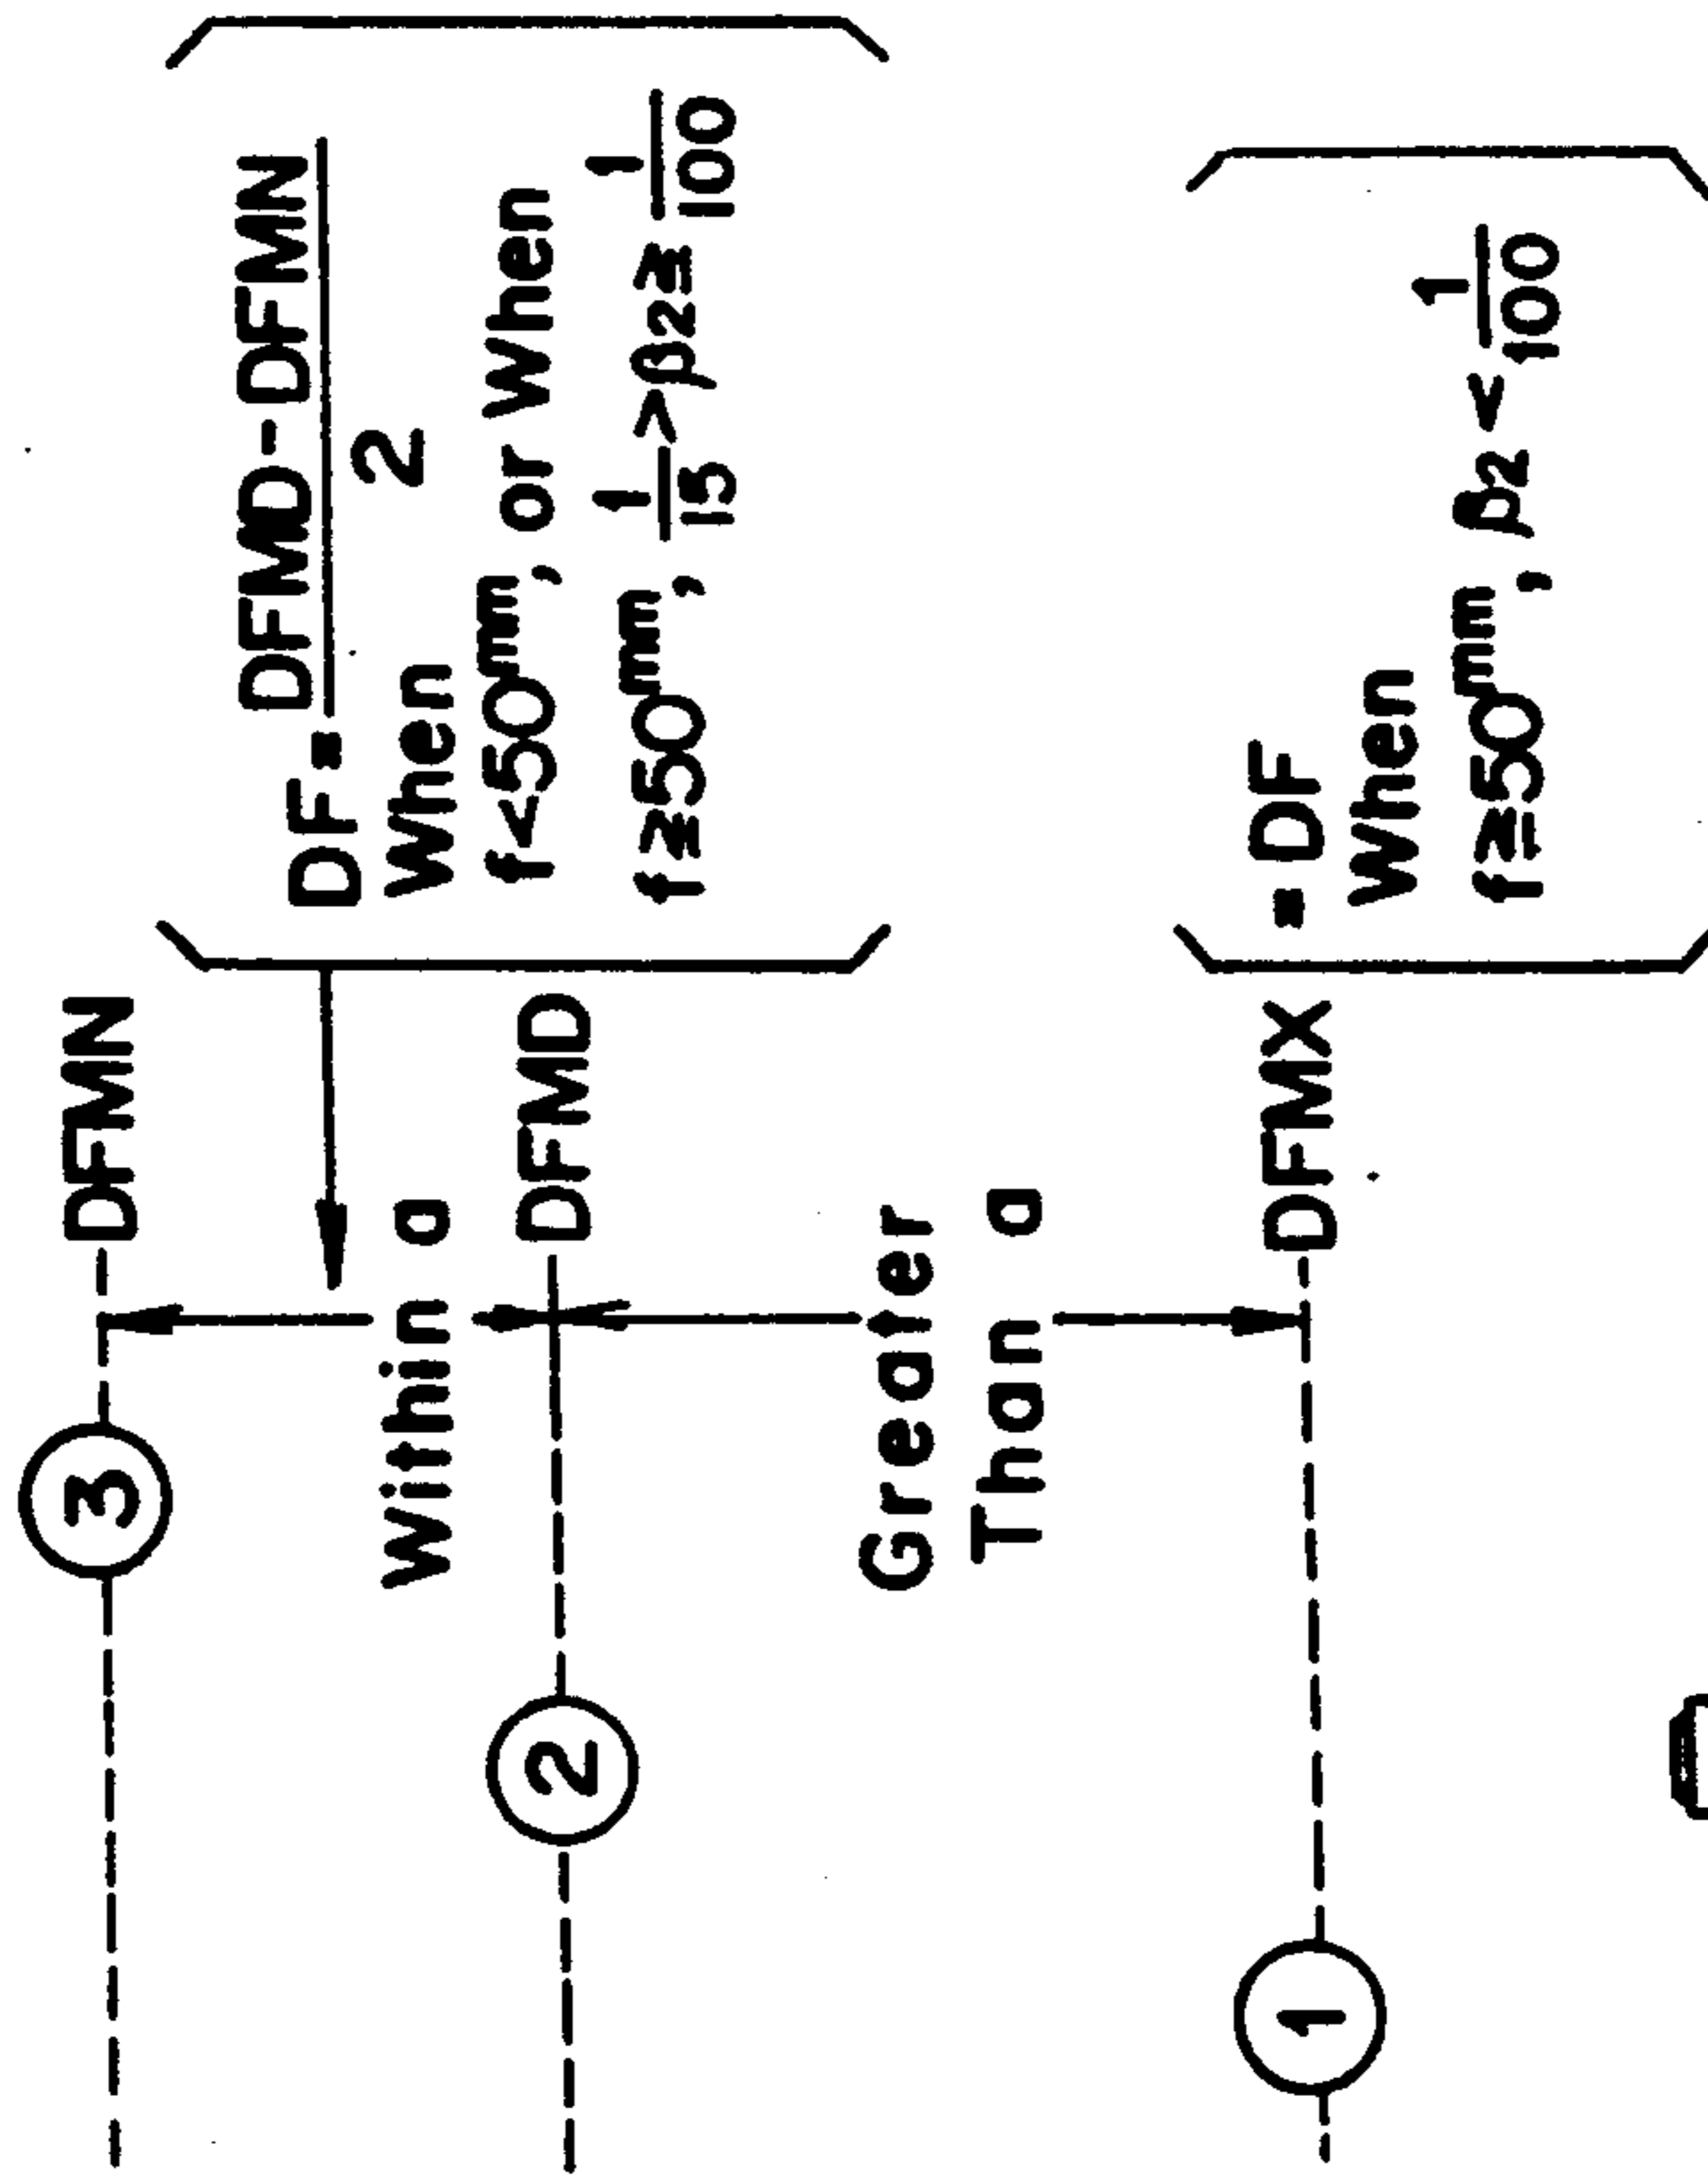 3
DFMN
DF = DFMD-DFMN
2
When
f<50mm, or When
f≥50mm, 1/15 >β2≥ 1/100
Within a
2
DFMD
Greater
Than a
1
DFMX
= DF
When
f≥50mm, β2 < 1/100